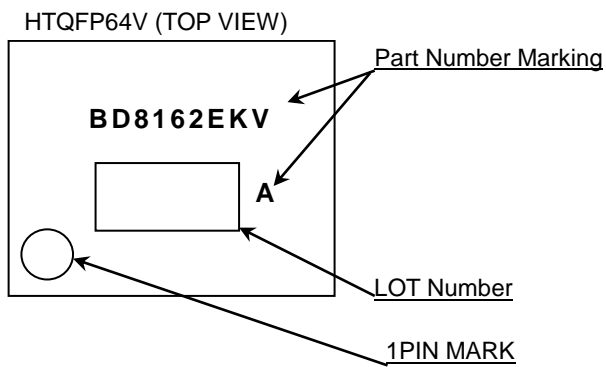 HTQFP64V (TOP VIEW)
Part Number Marking
BD8162EKV
A
LOT Number
1PIN MARK